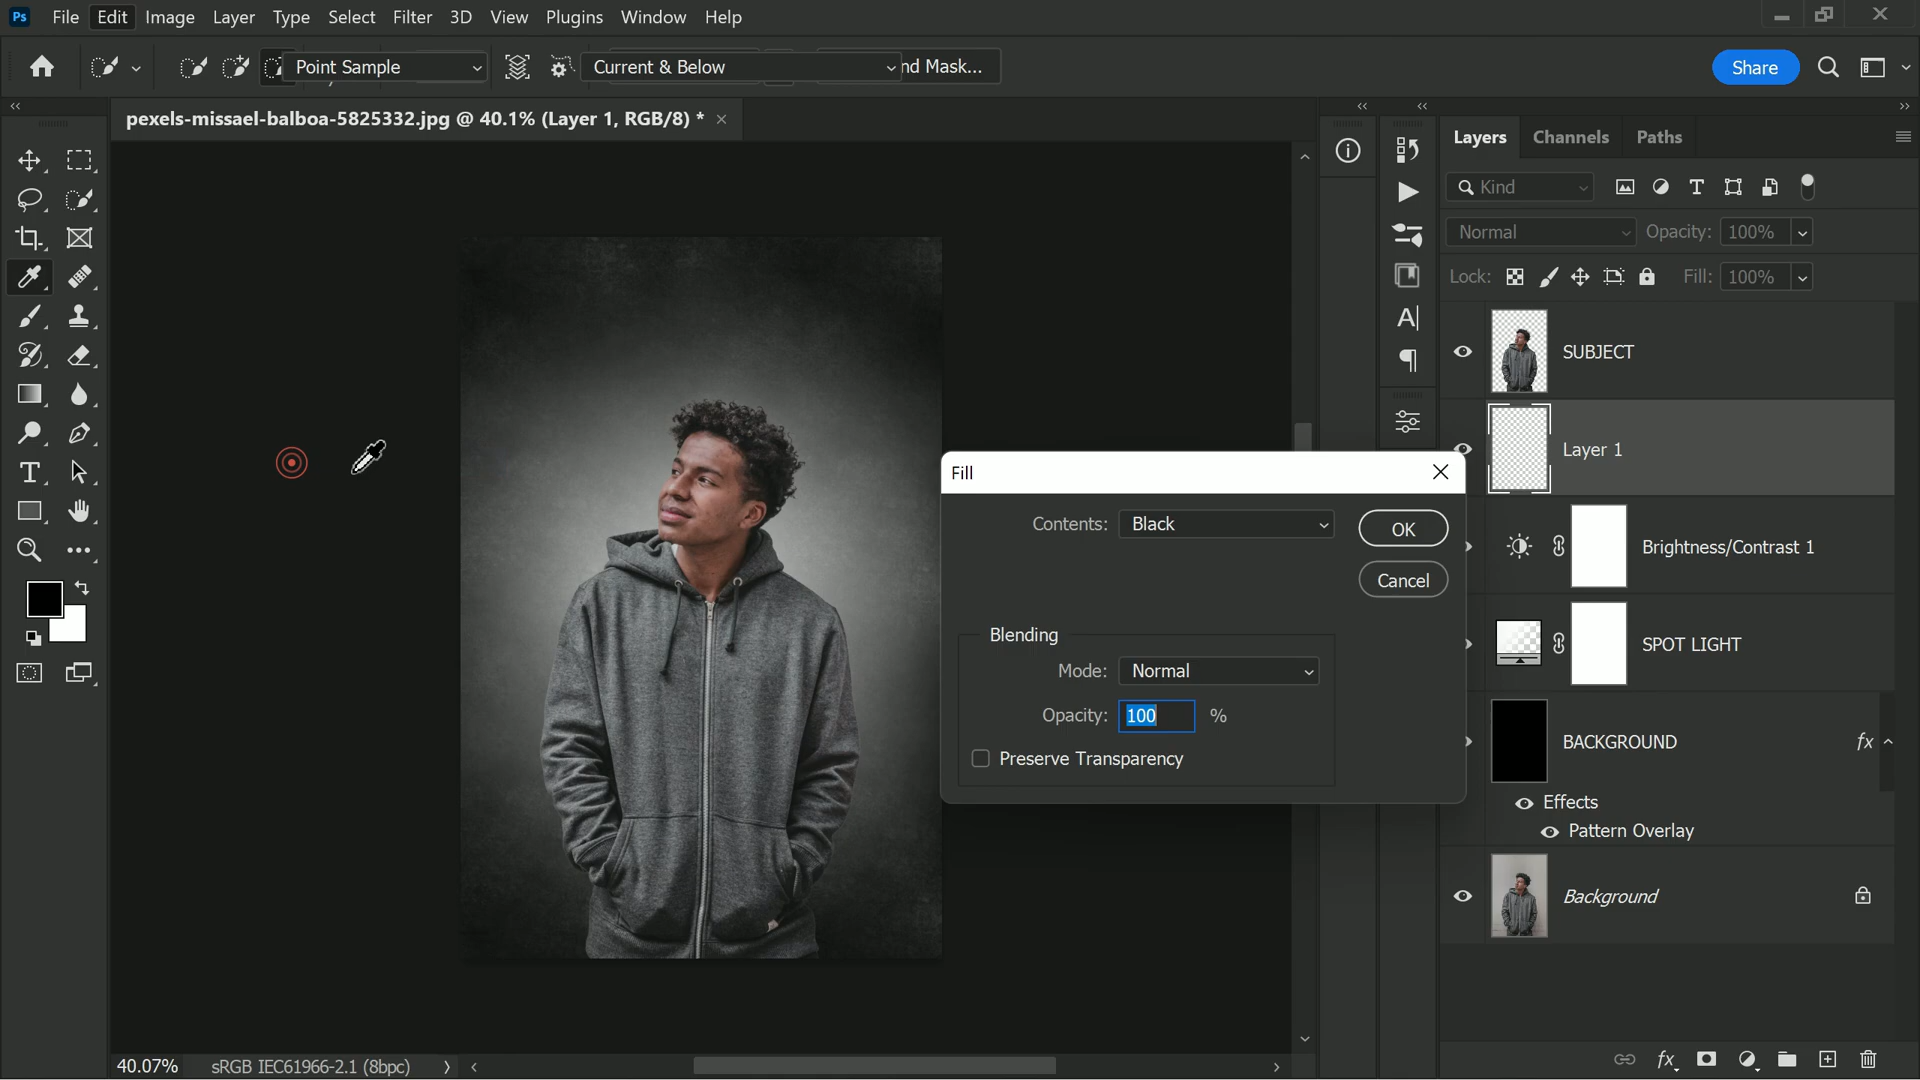 Ps File Edit Image Layer Type Select Filter 3D View Plugins Window Help
Point Sample Current & Below nd Mask... Share
pexels-missael-balboa-5825332.jpg @ 40.1% (Layer 1, RGB/8) *
Layers Channels Paths
Kind
Normal Opacity: 100%
Lock: Fill: 100%
SUBJECT
Layer 1
Fill
Contents: Black OK
Cancel
Blending
Mode: Normal
Opacity: 100 %
Preserve Transparency
Brightness/Contrast 1
SPOT LIGHT
BACKGROUND fx
Effects
Pattern Overlay
Background
40.07% sRGB IEC61966-2.1 (8bpc)
fx